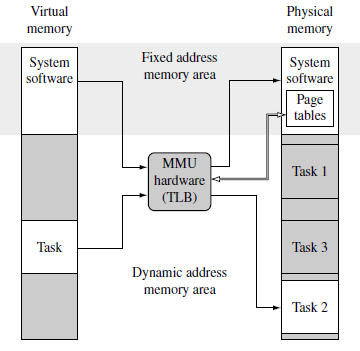 Virtual
memory
Physical
memory
System
software
Fixed address
memory area
System
software
Page
tables
MMU
hardware
(TLB)
Task 1
Task
Task 3
Dynamic address
memory area
Task 2